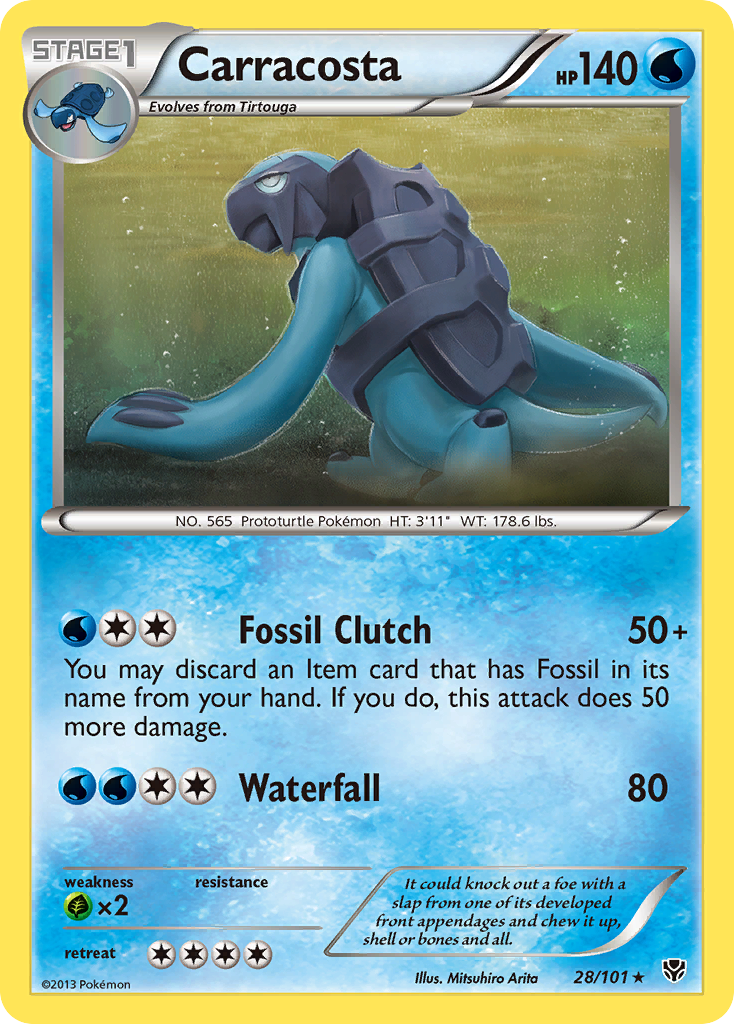 STAGE1
Carracosta
HP140
Evolves from Tirtouga
NO. 565 Prototurtle Pokémon HT: 3'11" WT: 178.6 lbs.
Fossil Clutch 50+
You may discard an Item card that has Fossil in its
name from your hand. If you do, this attack does 50
more damage.
Waterfall 80
weakness resistance
×2
retreat
It could knock out a foe with a
slap from one of its developed
front appendages and chew it up,
shell or bones and all.
©2013 Pokémon
Illus. Mitsuhiro Arita 28/101 ★